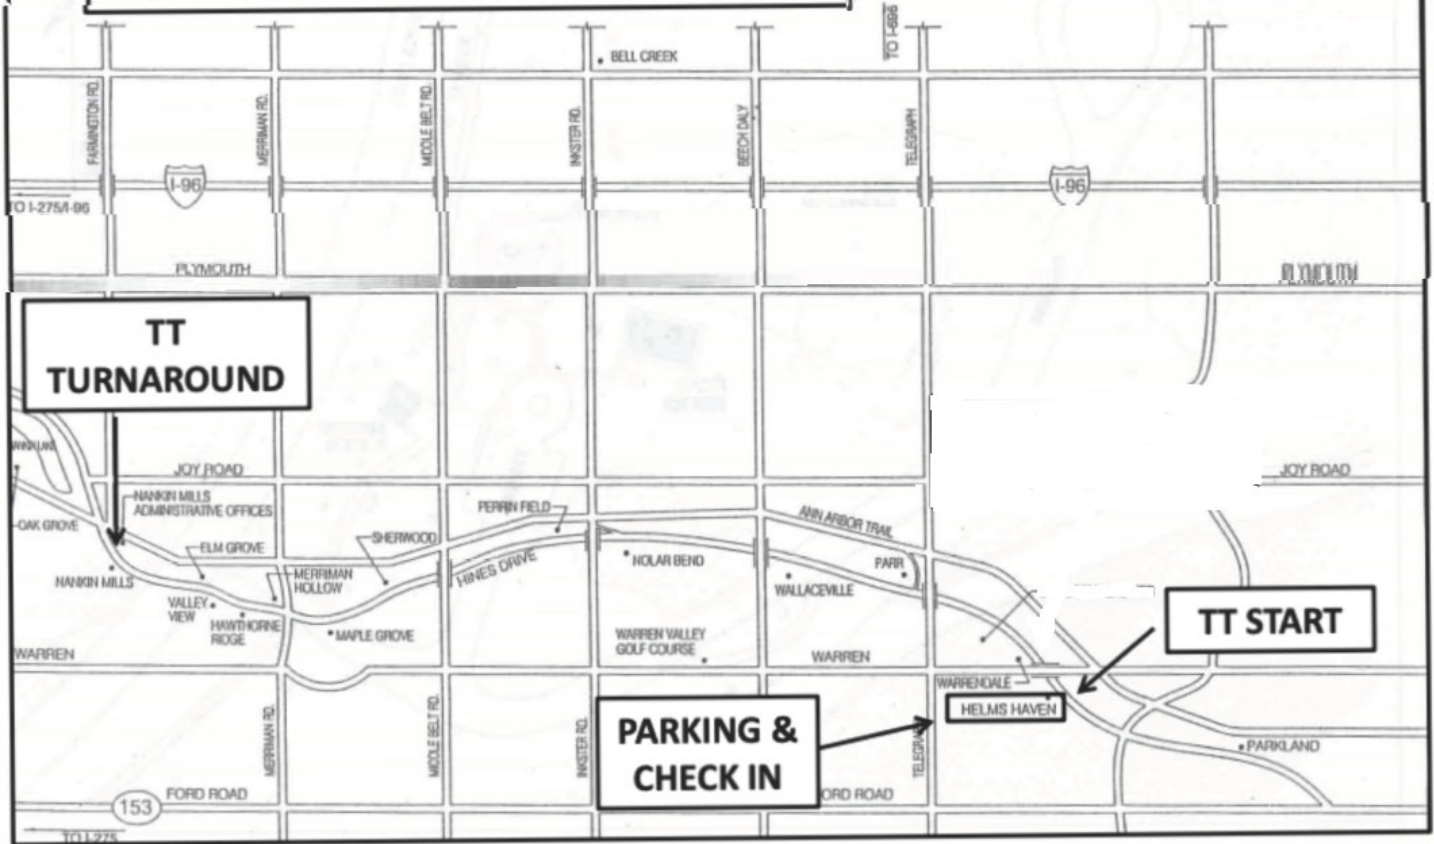 TO I-696
BELL CREEK
FARMINGTON RD.
MERRIMAN RD.
MIDDLE BELT RD.
INKSTER RD.
BEECH DALY
TELEGRAPH
I-96
I-96
TO I-275/I-96
PLYMOUTH
PLYMOUTH
TT
TURNAROUND
JOY ROAD
JOY ROAD
NANKIN MILLS
ADMINISTRATIVE OFFICES
OAK GROVE
PERRIN FIELD
ANN ARBOR TRAIL
SHERWOOD
ELM GROVE
HINES DRIVE
NOLAR BEND
PARR
NANKIN MILLS
MERRIMAN
HOLLOW
WALLACEVILLE
VALLEY
VIEW
HAWTHORNE
RIDGE
MAPLE GROVE
WARREN VALLEY
GOLF COURSE
TT START
WARREN
WARREN
WARRENDALE
HELMS HAVEN
PARKING &
CHECK IN
MERRIMAN RD.
MIDDLE BELT RD.
INKSTER RD.
TELEGRA
PARKLAND
153
FORD ROAD
ORD ROAD
TO I-275